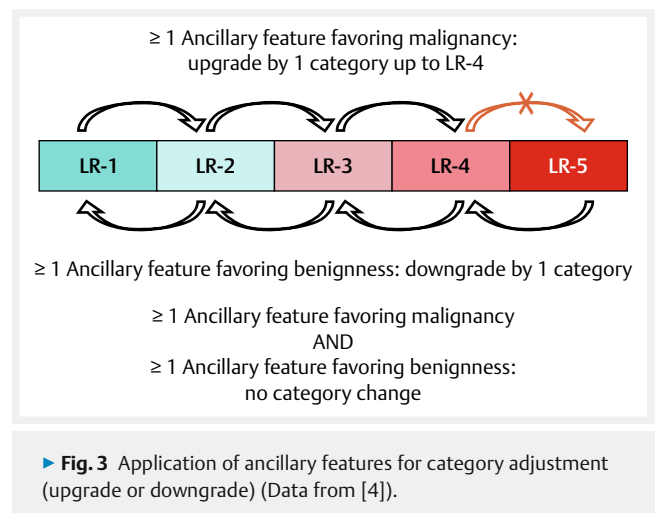 ≥ 1 Ancillary feature favoring malignancy:
upgrade by 1 category up to LR-4
LR-1 LR-2 LR-3 LR-4 LR-5
≥ 1 Ancillary feature favoring benignness: downgrade by 1 category
≥ 1 Ancillary feature favoring malignancy
AND
≥ 1 Ancillary feature favoring benignness:
no category change
▶ Fig. 3 Application of ancillary features for category adjustment
(upgrade or downgrade) (Data from [4]).